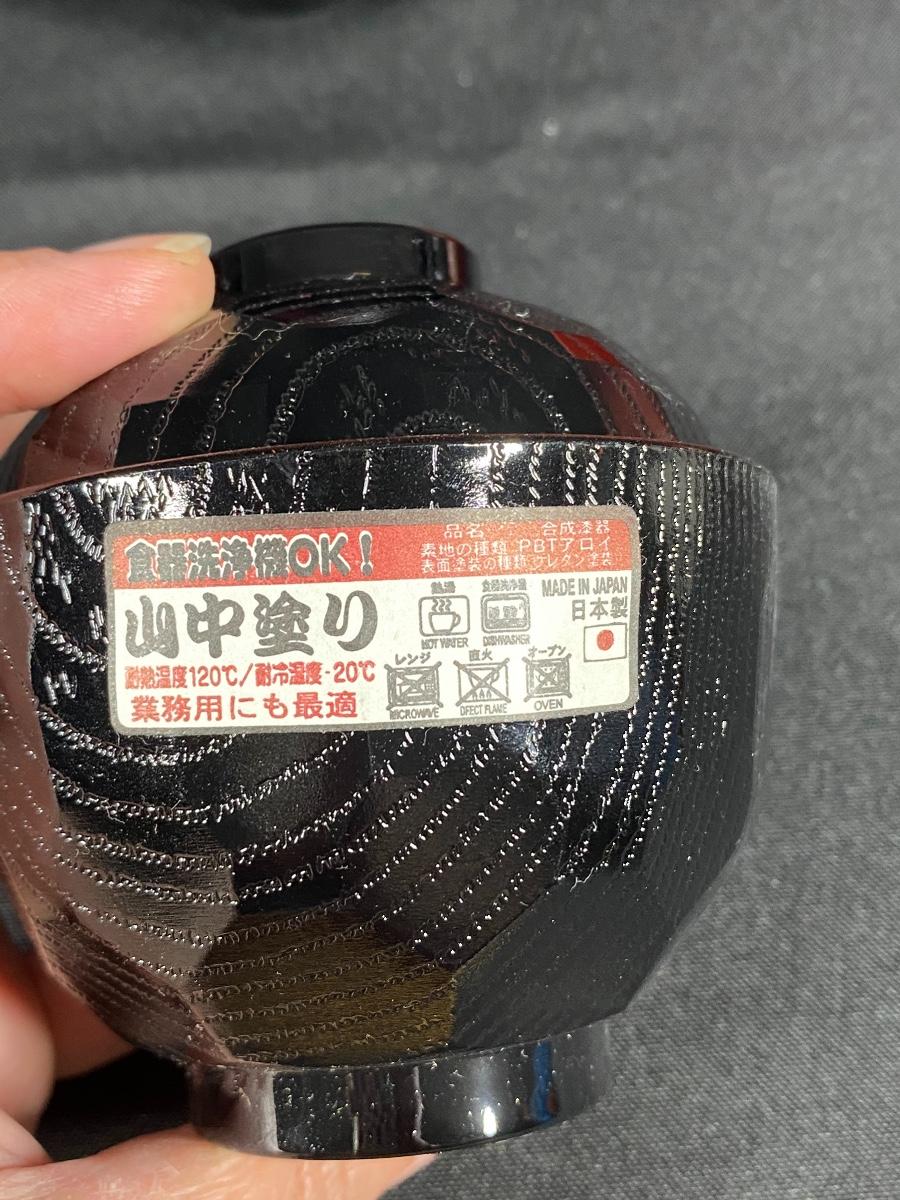 食器洗浄機OK!
品名 合成漆器
素地の種類 PBTアロイ
表面塗装の種類 ウレタン塗装
山中塗り
耐熱温度120℃/耐冷温度-20℃
業務用にも最適
熱湯
HOT WATER
食器洗浄機
DISHWASHER
MADE IN JAPAN
日本製
レンジ
MICROWAVE
直火
DIRECT FLAME
オーブン
OVEN